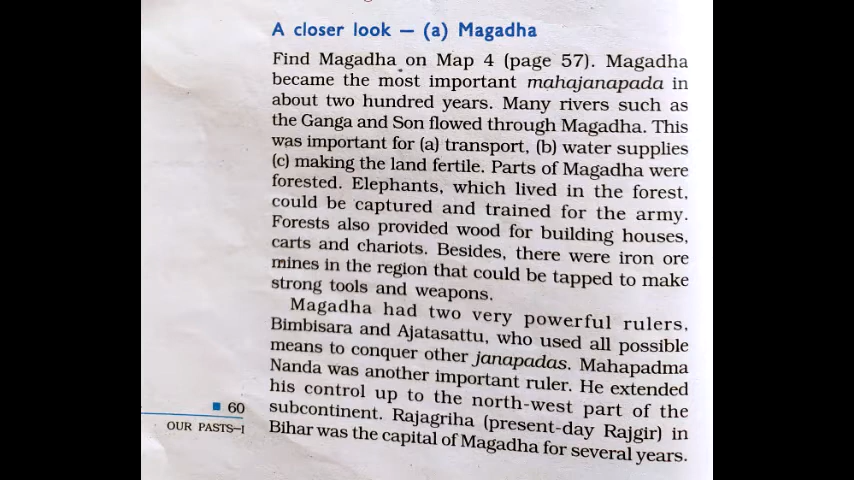 A closer look — (a) Magadha
Find Magadha on Map 4 (page 57). Magadha
became the most important mahajanapada in
about two hundred years. Many rivers such as
the Ganga and Son flowed through Magadha. This
was important for (a) transport, (b) water supplies
(c) making the land fertile. Parts of Magadha were
forested. Elephants, which lived in the forest,
could be captured and trained for the army.
Forests also provided wood for building houses,
carts and chariots. Besides, there were iron ore
mines in the region that could be tapped to make
strong tools and weapons.
Magadha had two very powerful rulers,
Bimbisara and Ajatasattu, who used all possible
means to conquer other janapadas. Mahapadma
Nanda was another important ruler. He extended
his control up to the north-west part of the
subcontinent. Rajagriha (present-day Rajgir) in
Bihar was the capital of Magadha for several years.
60
OUR PASTS–I